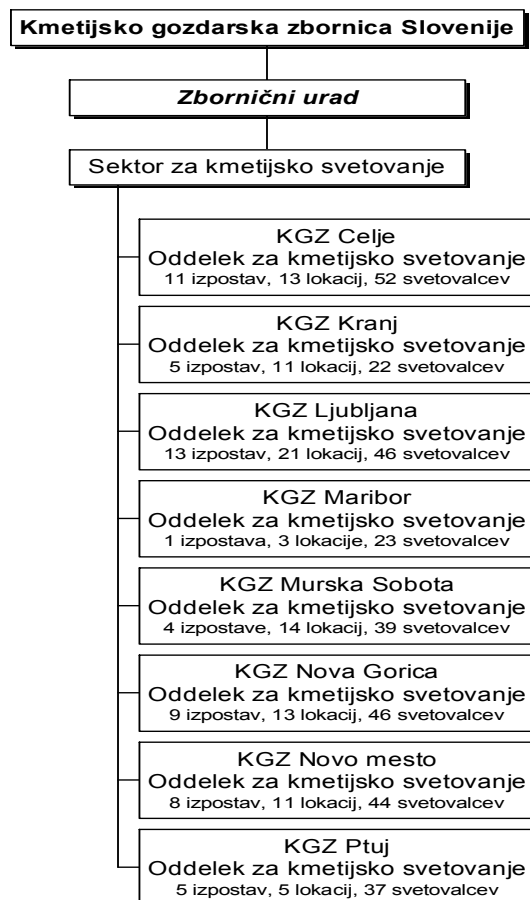 Kmetijsko gozdarska zbornica Slovenije
Zbornični urad
Sektor za kmetijsko svetovanje
KGZ Celje
Oddelek za kmetijsko svetovanje
11 izpostav, 13 lokacij, 52 svetovalcev
KGZ Kranj
Oddelek za kmetijsko svetovanje
5 izpostav, 11 lokacij, 22 svetovalcev
KGZ Ljubljana
Oddelek za kmetijsko svetovanje
13 izpostav, 21 lokacij, 46 svetovalcev
KGZ Maribor
Oddelek za kmetijsko svetovanje
1 izpostava, 3 lokacije, 23 svetovalcev
KGZ Murska Sobota
Oddelek za kmetijsko svetovanje
4 izpostave, 14 lokacij, 39 svetovalcev
KGZ Nova Gorica
Oddelek za kmetijsko svetovanje
9 izpostav, 13 lokacij, 46 svetovalcev
KGZ Novo mesto
Oddelek za kmetijsko svetovanje
8 izpostav, 11 lokacij, 44 svetovalcev
KGZ Ptuj
Oddelek za kmetijsko svetovanje
5 izpostav, 5 lokacij, 37 svetovalcev